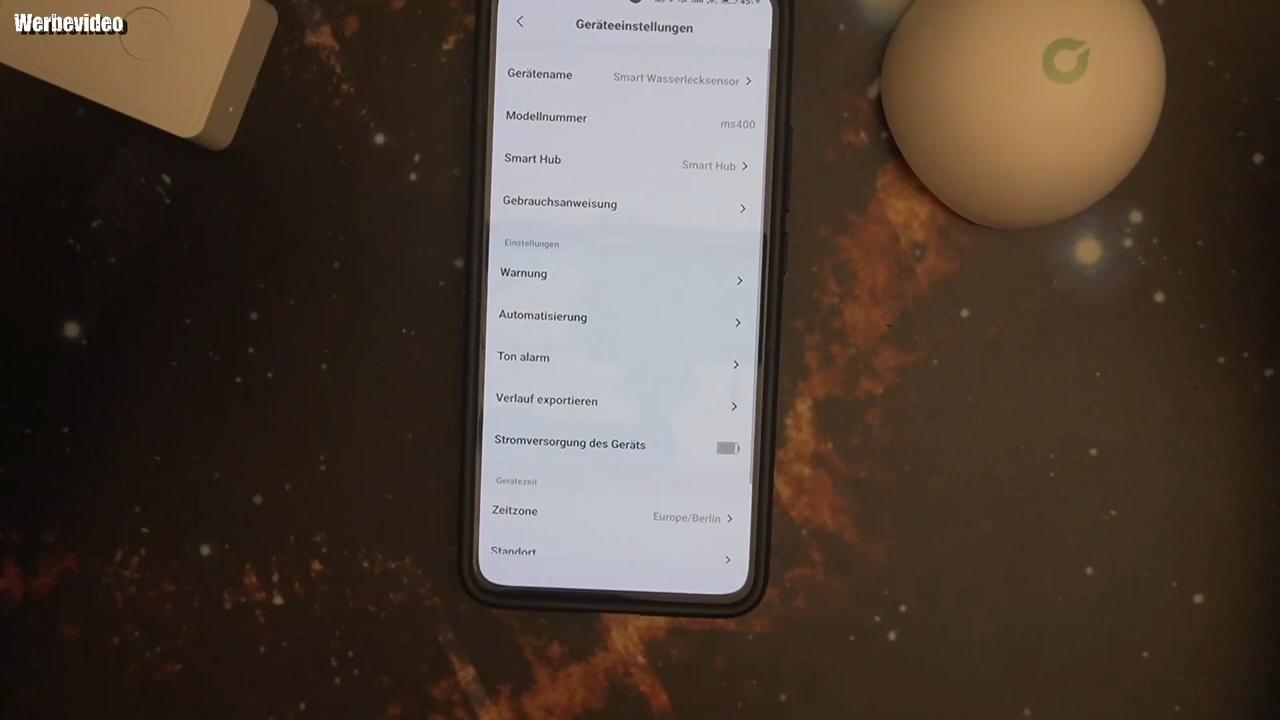 Werbevideo
Geräteeinstellungen
Gerätename Smart Wasserlecksensor
Modellnummer ms400
Smart Hub Smart Hub
Gebrauchsanweisung
Einstellungen
Warnung
Automatisierung
Ton alarm
Verlauf exportieren
Stromversorgung des Geräts
Gerätezeit
Zeitzone Europe/Berlin
Standort